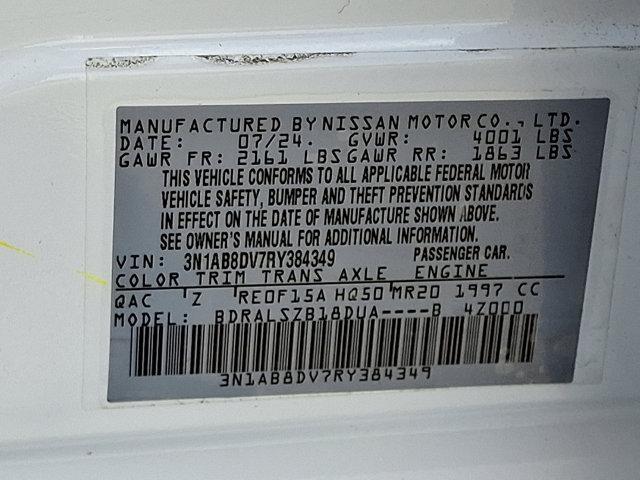 MANUFACTURED BY NISSAN MOTOR CO., LTD.
DATE: 07/24. GVWR: 4001 LBS
GAWR FR: 2161 LBS GAWR RR: 1863 LBS
THIS VEHICLE CONFORMS TO ALL APPLICABLE FEDERAL MOTOR
VEHICLE SAFETY, BUMPER AND THEFT PREVENTION STANDARDS
IN EFFECT ON THE DATE OF MANUFACTURE SHOWN ABOVE.
SEE OWNER'S MANUAL FOR ADDITIONAL INFORMATION.
VIN: 3N1AB8DV7RY384349 PASSENGER CAR.
COLOR TRIM TRANS AXLE ENGINE
QAC Z RE0F15A HQ50 MR20 1997 CC
MODEL: BDRALSZB18DUA----B 4Z000
3N1AB8DV7RY384349